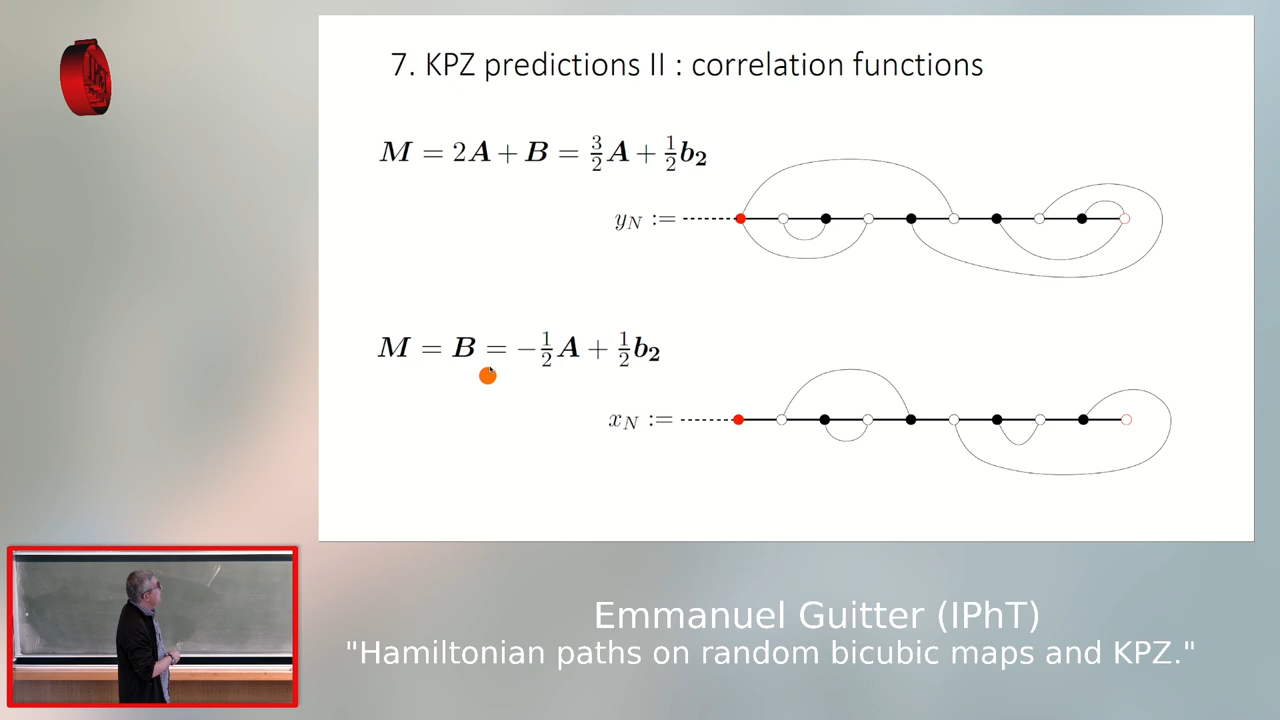 7. KPZ predictions II : correlation functions
M = 2A + B = 3/2 A + 1/2 b₂
y_N :=
M = B = −1/2 A + 1/2 b₂
x_N :=
Emmanuel Guitter (IPhT)
"Hamiltonian paths on random bicubic maps and KPZ."